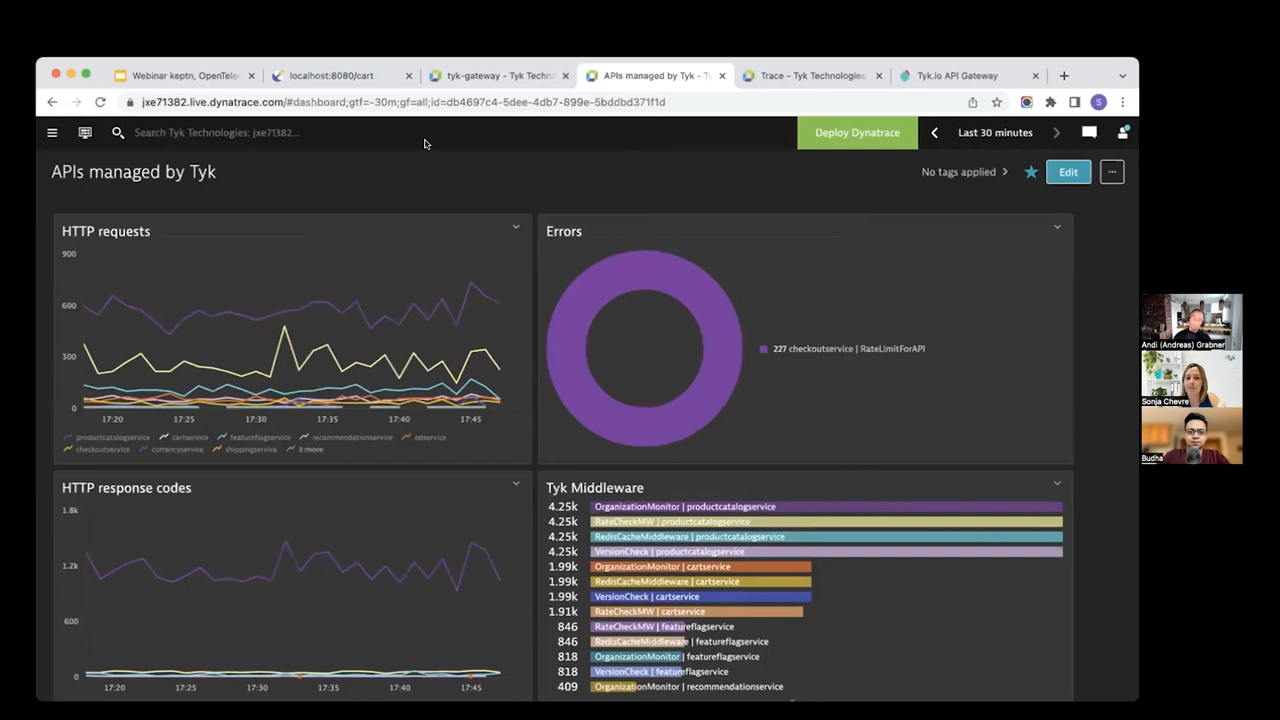 Webinar keptn, OpenTele
localhost:8080/cart
tyk-gateway - Tyk Techn
APIs managed by Tyk - Ty
Trace - Tyk Technologies
Tyk.io API Gateway
jxe71382.live.dynatrace.com/#dashboard;gtf=-30m;gf=all;id=db4697c4-5dee-4db7-899e-5bddbd371f1d
S
Search Tyk Technologies: jxe71382...
Deploy Dynatrace
Last 30 minutes
APIs managed by Tyk
No tags applied
Edit
...
HTTP requests
900
600
300
0
17:20 17:25 17:30 17:35 17:40 17:45
productcatalogservice cartservice featureflagservice recommendationservice adservice
checkoutservice currencyservice shippingservice 3 more
Errors
227 checkoutservice | RateLimitForAPI
HTTP response codes
1.8k
1.2k
600
0
17:20 17:25 17:30 17:35 17:40 17:45
Tyk Middleware
4.25k OrganizationMonitor | productcatalogservice
4.25k RateCheckMW | productcatalogservice
4.25k RedisCacheMiddleware | productcatalogservice
4.25k VersionCheck | productcatalogservice
1.99k OrganizationMonitor | cartservice
1.99k RedisCacheMiddleware | cartservice
1.99k VersionCheck | cartservice
1.91k RateCheckMW | cartservice
846 RateCheckMW | featureflagservice
846 RedisCacheMiddleware | featureflagservice
818 OrganizationMonitor | featureflagservice
818 VersionCheck | featureflagservice
409 OrganizationMonitor | recommendationservice
Andi (Andreas) Grabner
Sonja Chevre
Budha